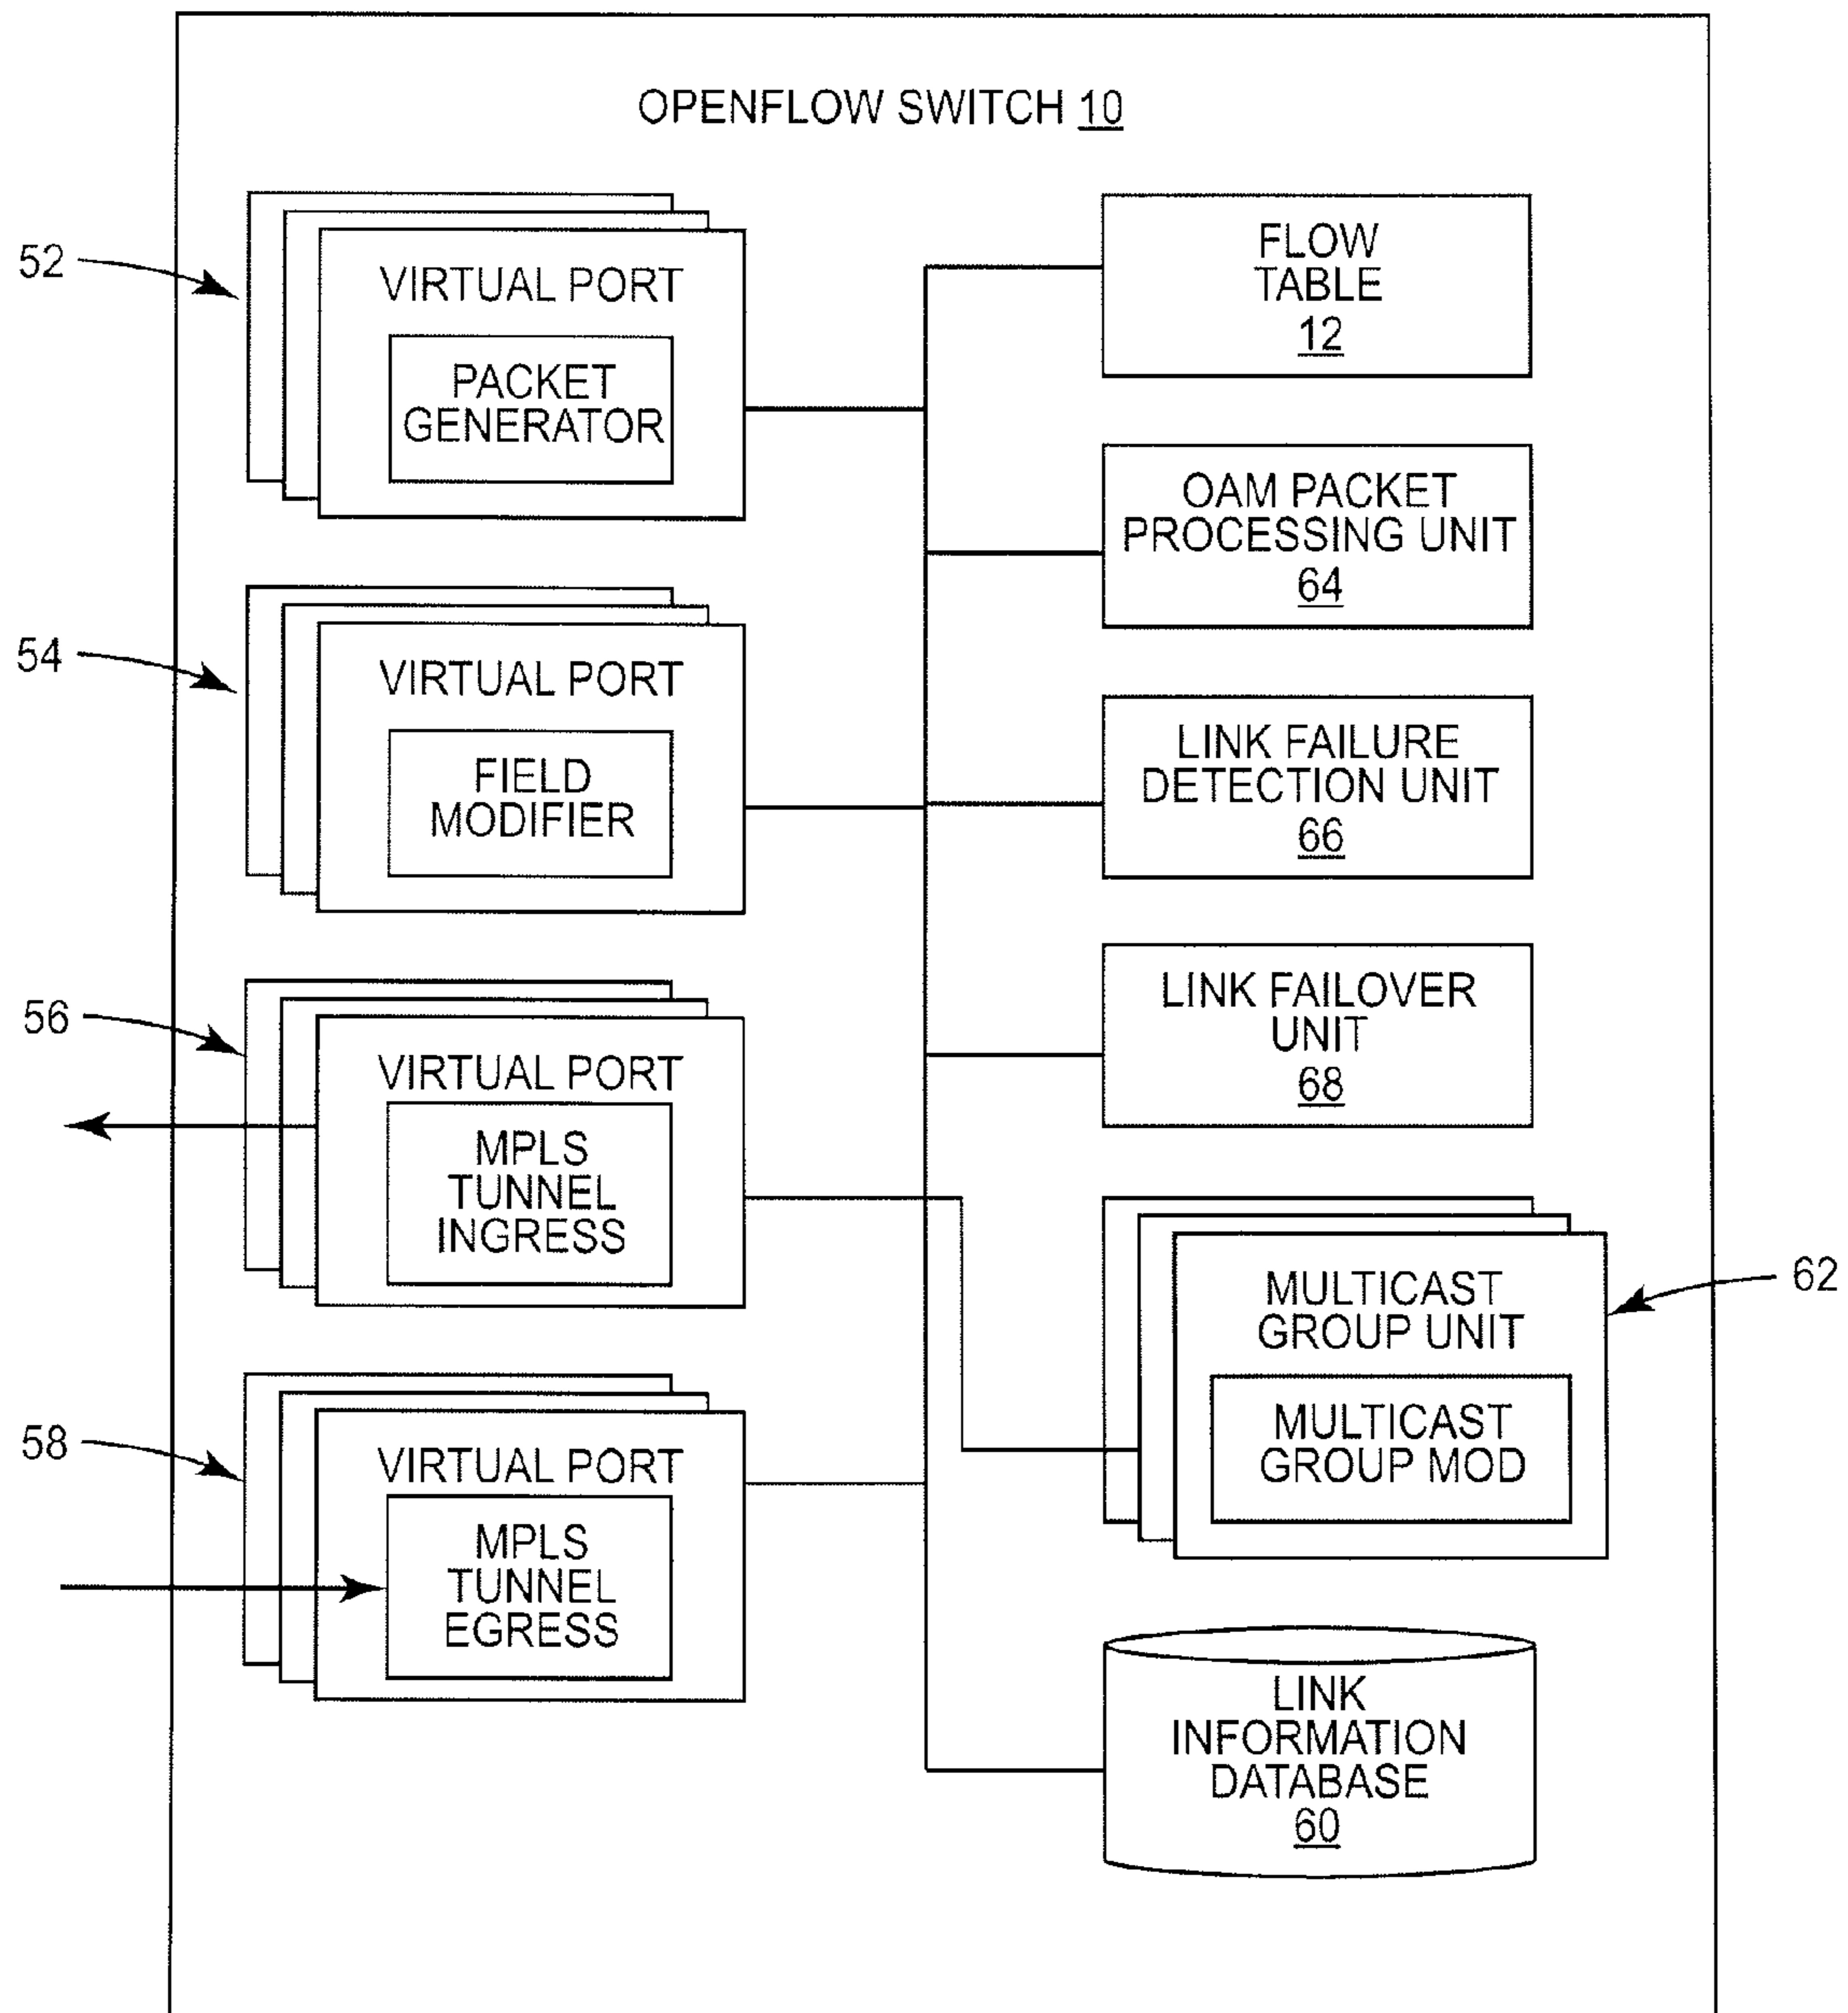 OPENFLOW SWITCH 10
52
VIRTUAL PORT
PACKET
GENERATOR
54
VIRTUAL PORT
FIELD
MODIFIER
56
VIRTUAL PORT
MPLS
TUNNEL
INGRESS
58
VIRTUAL PORT
MPLS
TUNNEL
EGRESS
FLOW
TABLE
12
OAM PACKET
PROCESSING UNIT
64
LINK FAILURE
DETECTION UNIT
66
LINK FAILOVER
UNIT
68
MULTICAST
GROUP UNIT
MULTICAST
GROUP MOD
62
LINK
INFORMATION
DATABASE
60